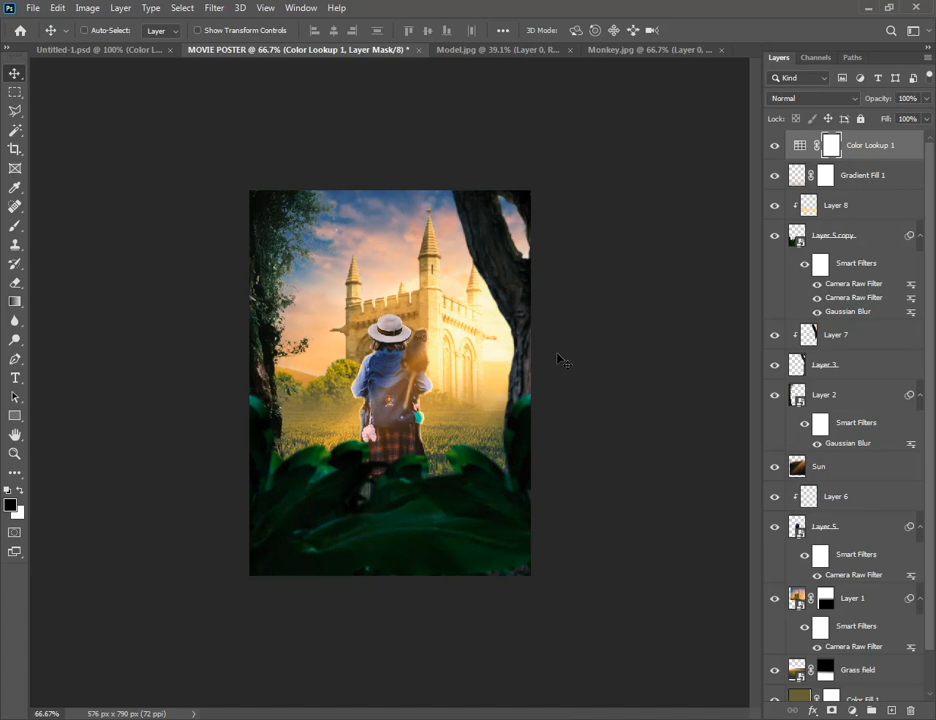 Ps File Edit Image Layer Type Select Filter 3D View Window Help
Auto-Select: Layer Show Transform Controls 3D Mode:
Untitled-1.psd @ 100% (Color L... × MOVIE POSTER @ 66.7% (Color Lookup 1, Layer Mask/8) * × Model.jpg @ 39.1% (Layer 0, R... × Monkey.jpg @ 66.7% (Layer 0, ... ×
Layers Channels Paths
Kind
Normal Opacity: 100%
Lock: Fill: 100%
Color Lookup 1
Gradient Fill 1
Layer 8
Layer 5 copy
Smart Filters
Camera Raw Filter
Camera Raw Filter
Gaussian Blur
Layer 7
Layer 3
Layer 2
Smart Filters
Gaussian Blur
Sun
Layer 6
Layer 5
Smart Filters
Camera Raw Filter
Layer 1
Smart Filters
Camera Raw Filter
Grass field
Color Fill 1
66.67% 576 px x 790 px (72 ppi)